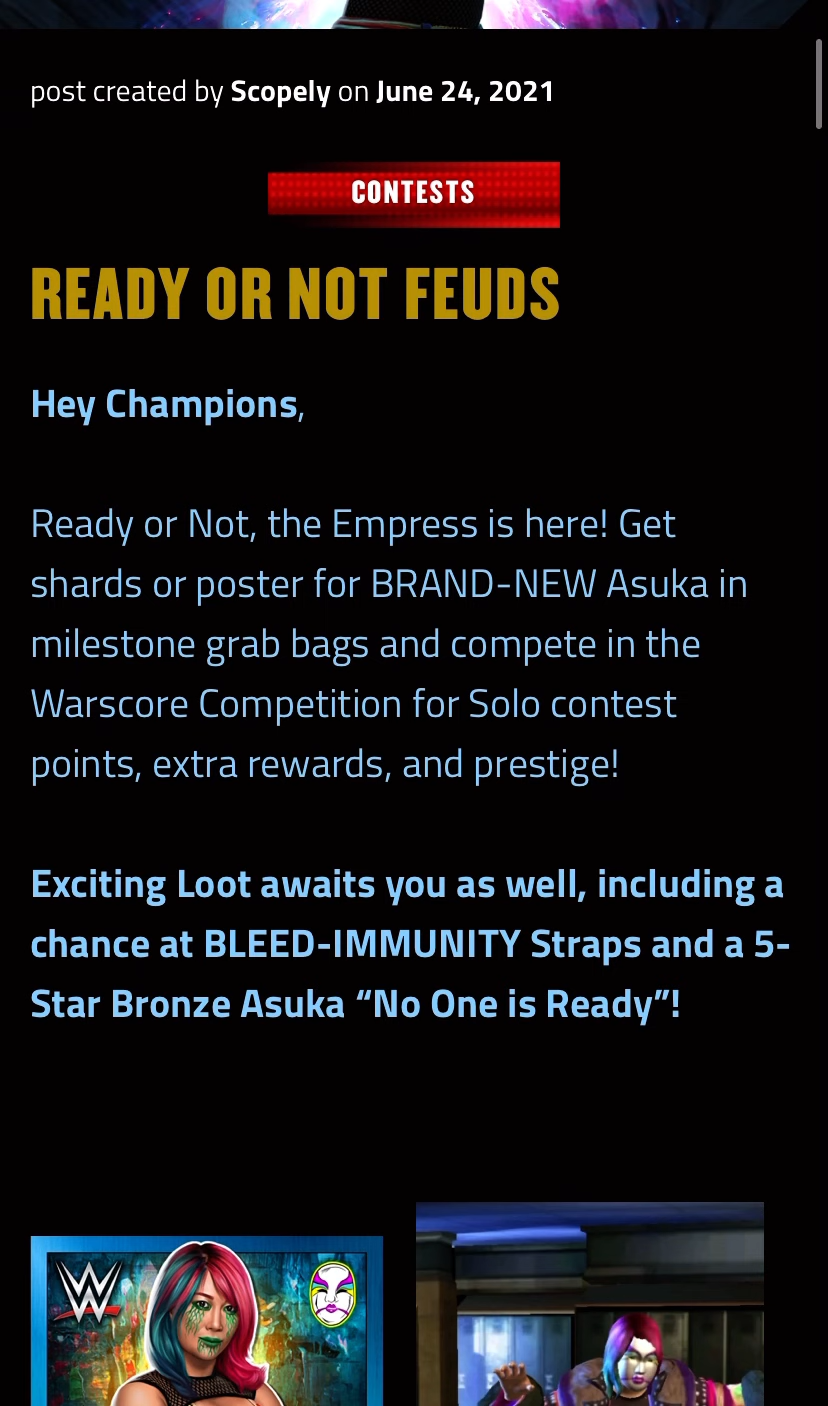 post created by Scopely on June 24, 2021
CONTESTS
READY OR NOT FEUDS
Hey Champions,
Ready or Not, the Empress is here! Get
shards or poster for BRAND-NEW Asuka in
milestone grab bags and compete in the
Warscore Competition for Solo contest
points, extra rewards, and prestige!
Exciting Loot awaits you as well, including a
chance at BLEED-IMMUNITY Straps and a 5-
Star Bronze Asuka “No One is Ready”!
W